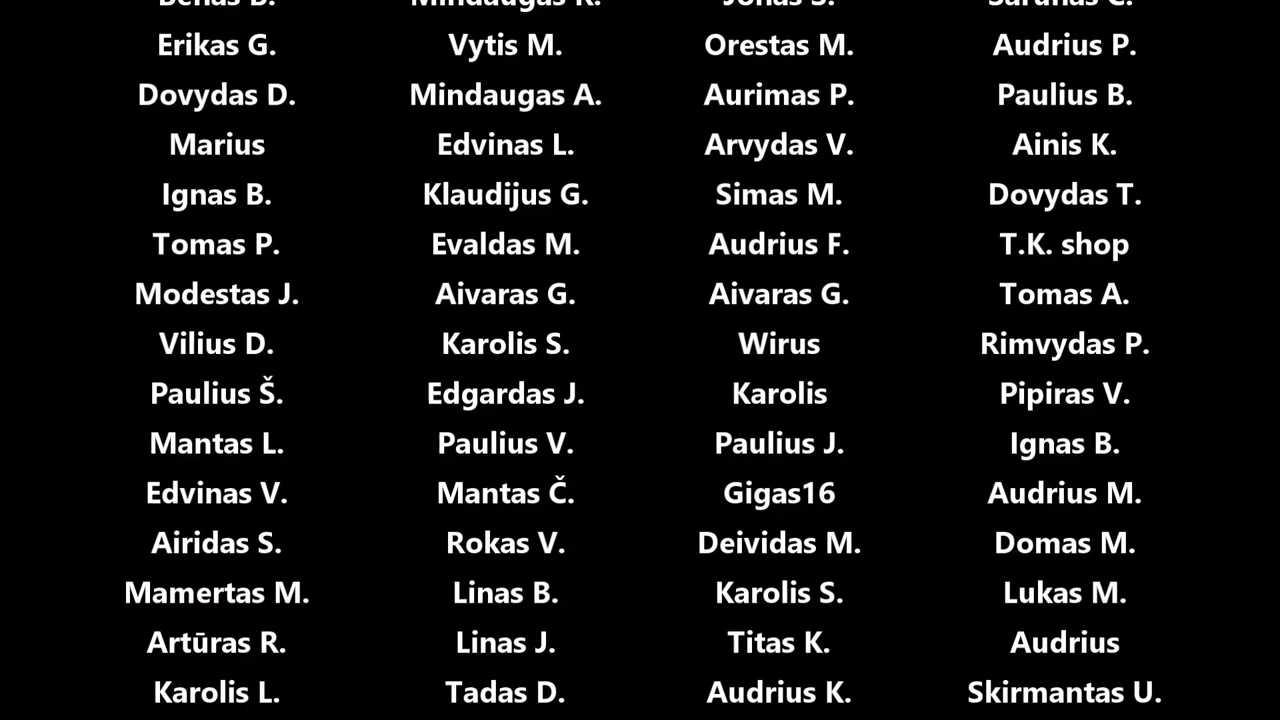 Mindaugas K. Jonas S.
Erikas G. Vytis M. Orestas M. Audrius P.
Dovydas D. Mindaugas A. Aurimas P. Paulius B.
Marius Edvinas L. Arvydas V. Ainis K.
Ignas B. Klaudijus G. Simas M. Dovydas T.
Tomas P. Evaldas M. Audrius F. T.K. shop
Modestas J. Aivaras G. Aivaras G. Tomas A.
Vilius D. Karolis S. Wirus Rimvydas P.
Paulius Š. Edgardas J. Karolis Pipiras V.
Mantas L. Paulius V. Paulius J. Ignas B.
Edvinas V. Mantas Č. Gigas16 Audrius M.
Airidas S. Rokas V. Deividas M. Domas M.
Mamertas M. Linas B. Karolis S. Lukas M.
Artūras R. Linas J. Titas K. Audrius
Karolis L. Tadas D. Audrius K. Skirmantas U.